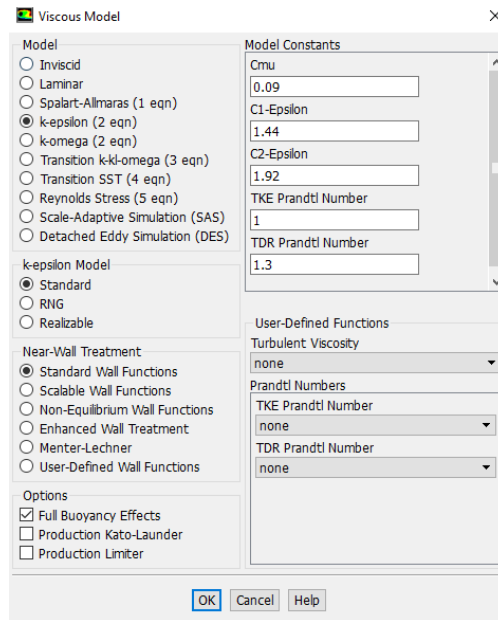 Viscous Model
Model
Inviscid
Laminar
Spalart-Allmaras (1 eqn)
k-epsilon (2 eqn)
k-omega (2 eqn)
Transition k-kl-omega (3 eqn)
Transition SST (4 eqn)
Reynolds Stress (5 eqn)
Scale-Adaptive Simulation (SAS)
Detached Eddy Simulation (DES)
k-epsilon Model
Standard
RNG
Realizable
Near-Wall Treatment
Standard Wall Functions
Scalable Wall Functions
Non-Equilibrium Wall Functions
Enhanced Wall Treatment
Menter-Lechner
User-Defined Wall Functions
Options
Full Buoyancy Effects
Production Kato-Launder
Production Limiter
Model Constants
Cmu
0.09
C1-Epsilon
1.44
C2-Epsilon
1.92
TKE Prandtl Number
1
TDR Prandtl Number
1.3
User-Defined Functions
Turbulent Viscosity
none
Prandtl Numbers
TKE Prandtl Number
none
TDR Prandtl Number
none
OK Cancel Help